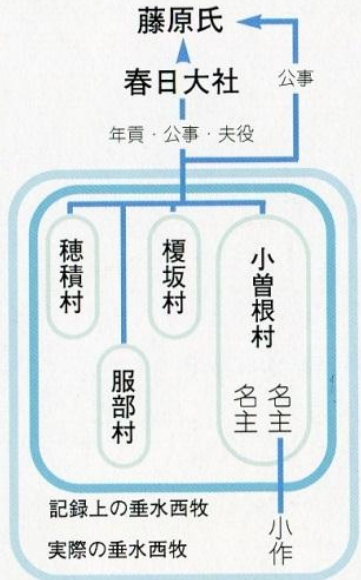 藤原氏
春日大社
公事
年貢・公事・夫役
穂積村
服部村
榎坂村
小曽根村
名主
名主
小作
記録上の垂水西牧
実際の垂水西牧